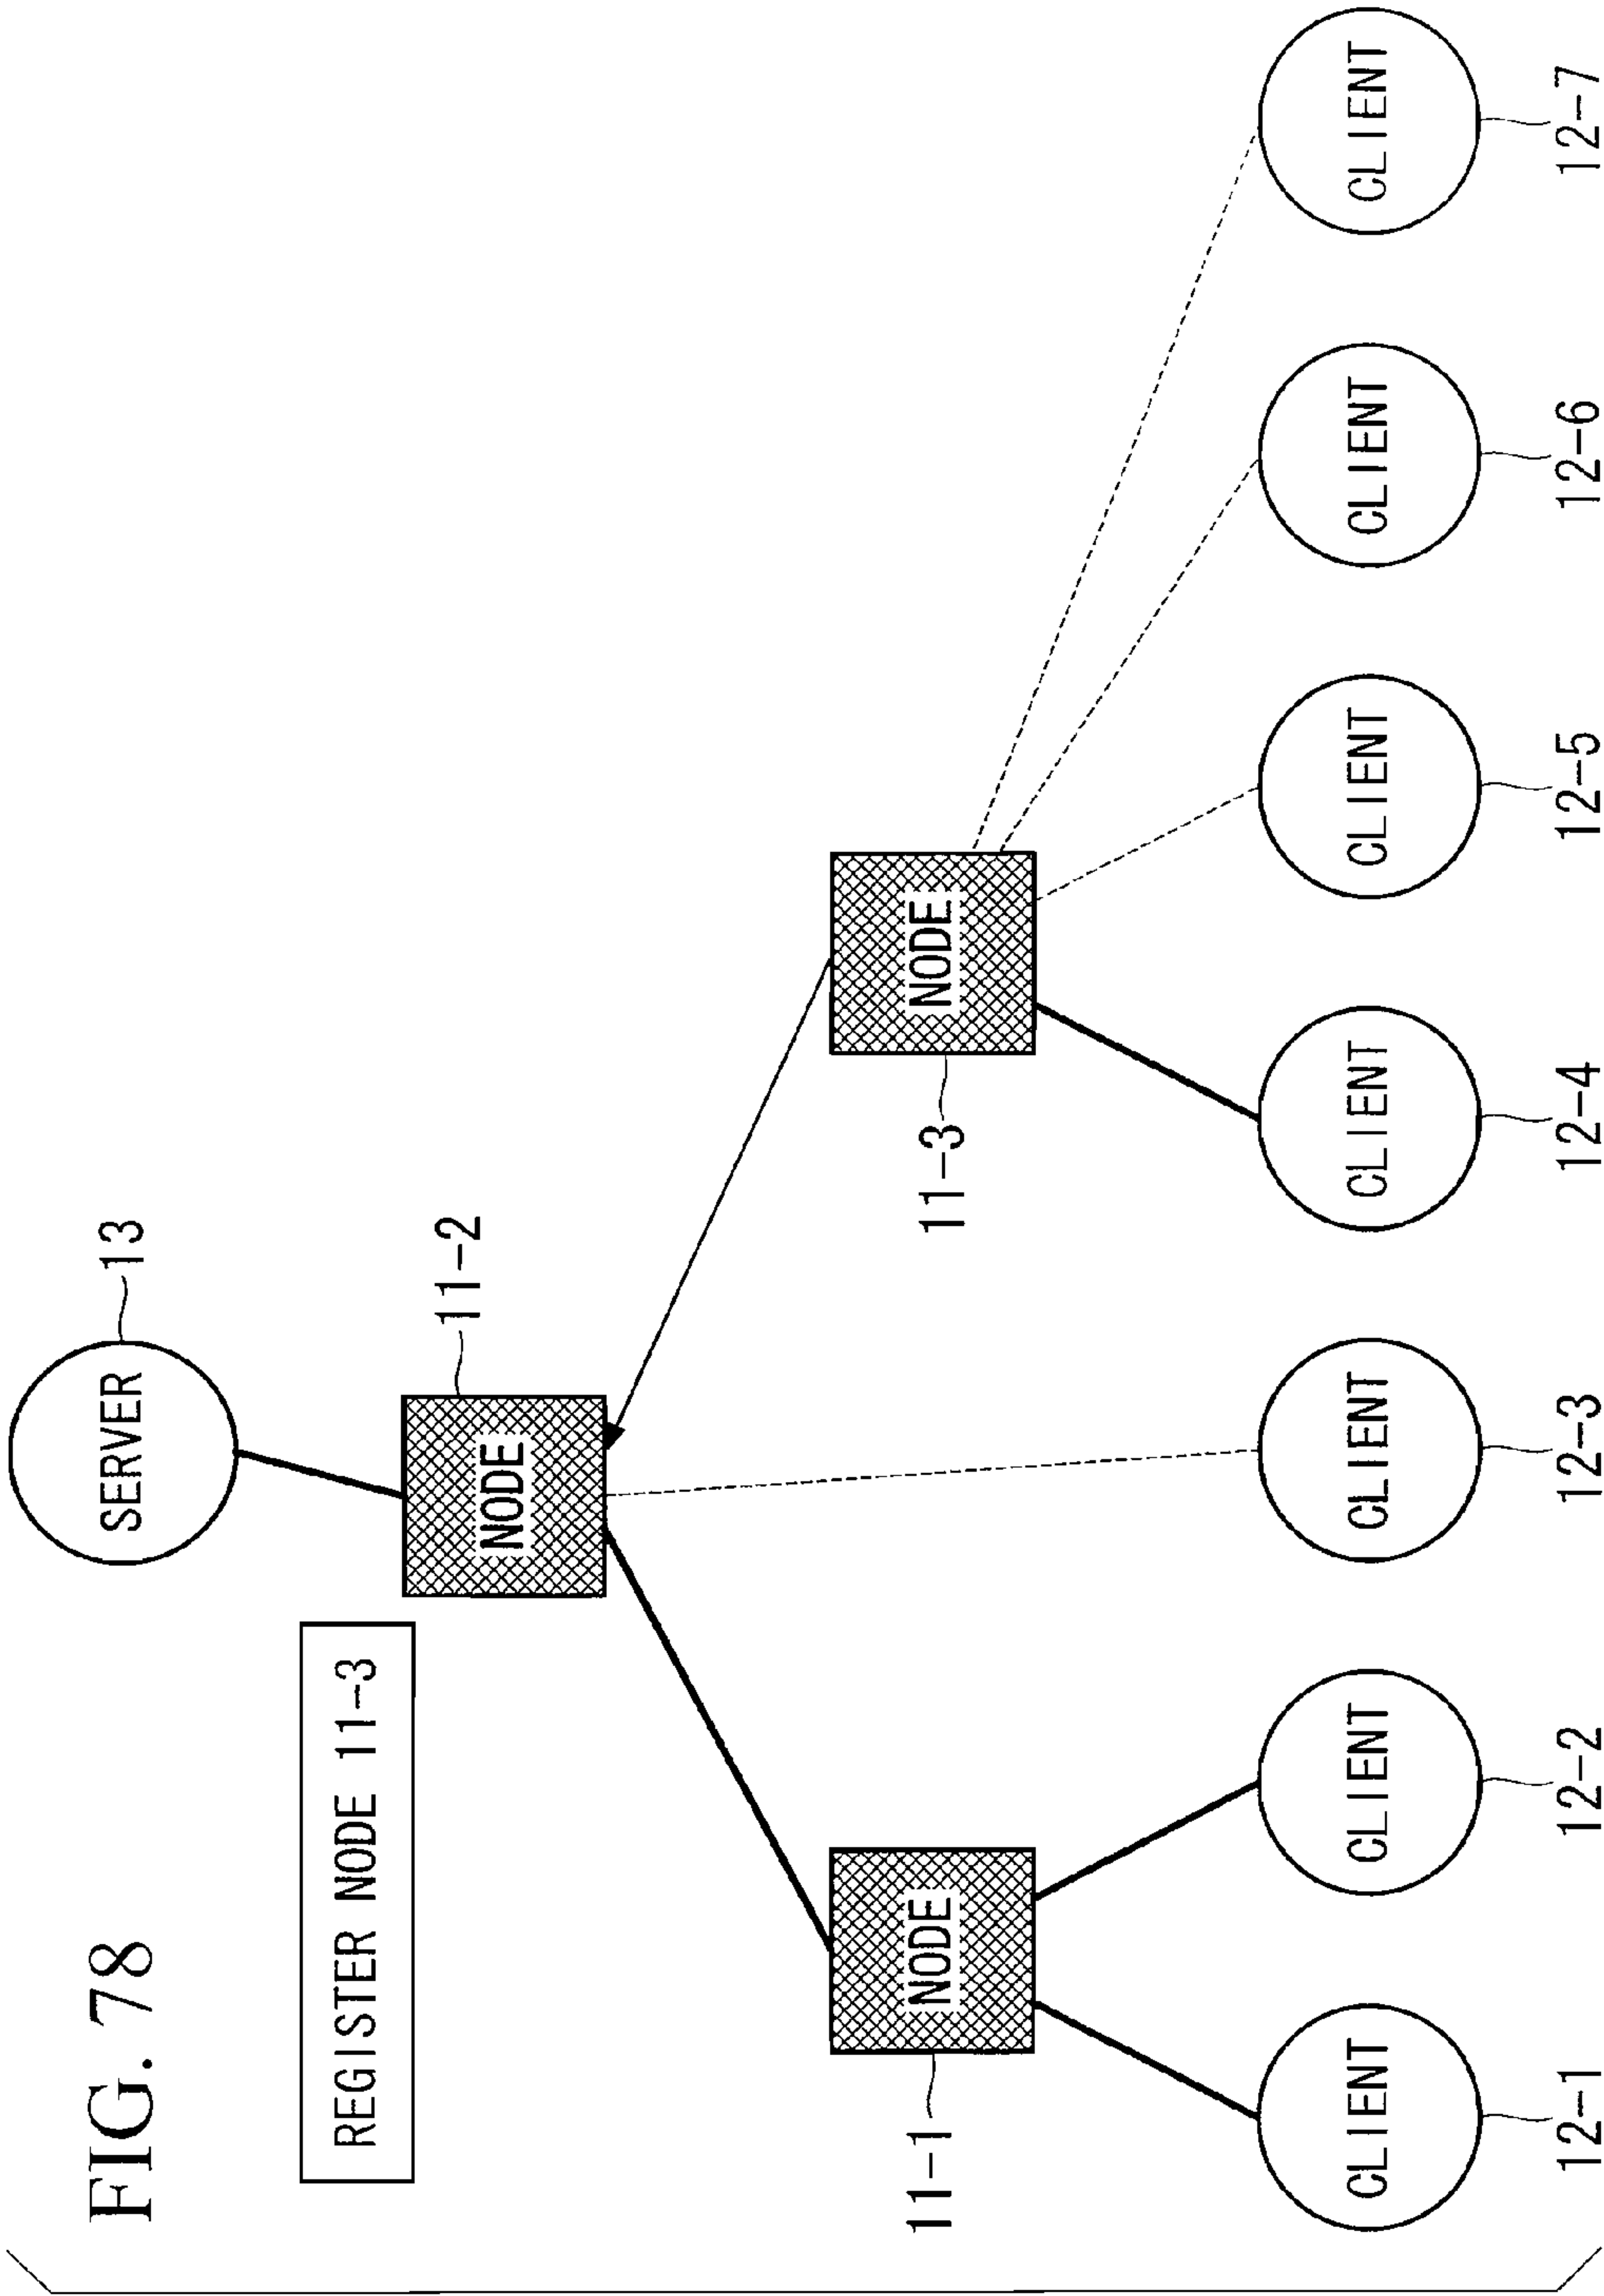 FIG. 78
SERVER
13
REGISTER NODE 11-3
NODE
11-2
NODE
11-1
NODE
11-3
CLIENT
CLIENT
CLIENT
CLIENT
CLIENT
CLIENT
CLIENT
12-1
12-2
12-3
12-4
12-5
12-6
12-7